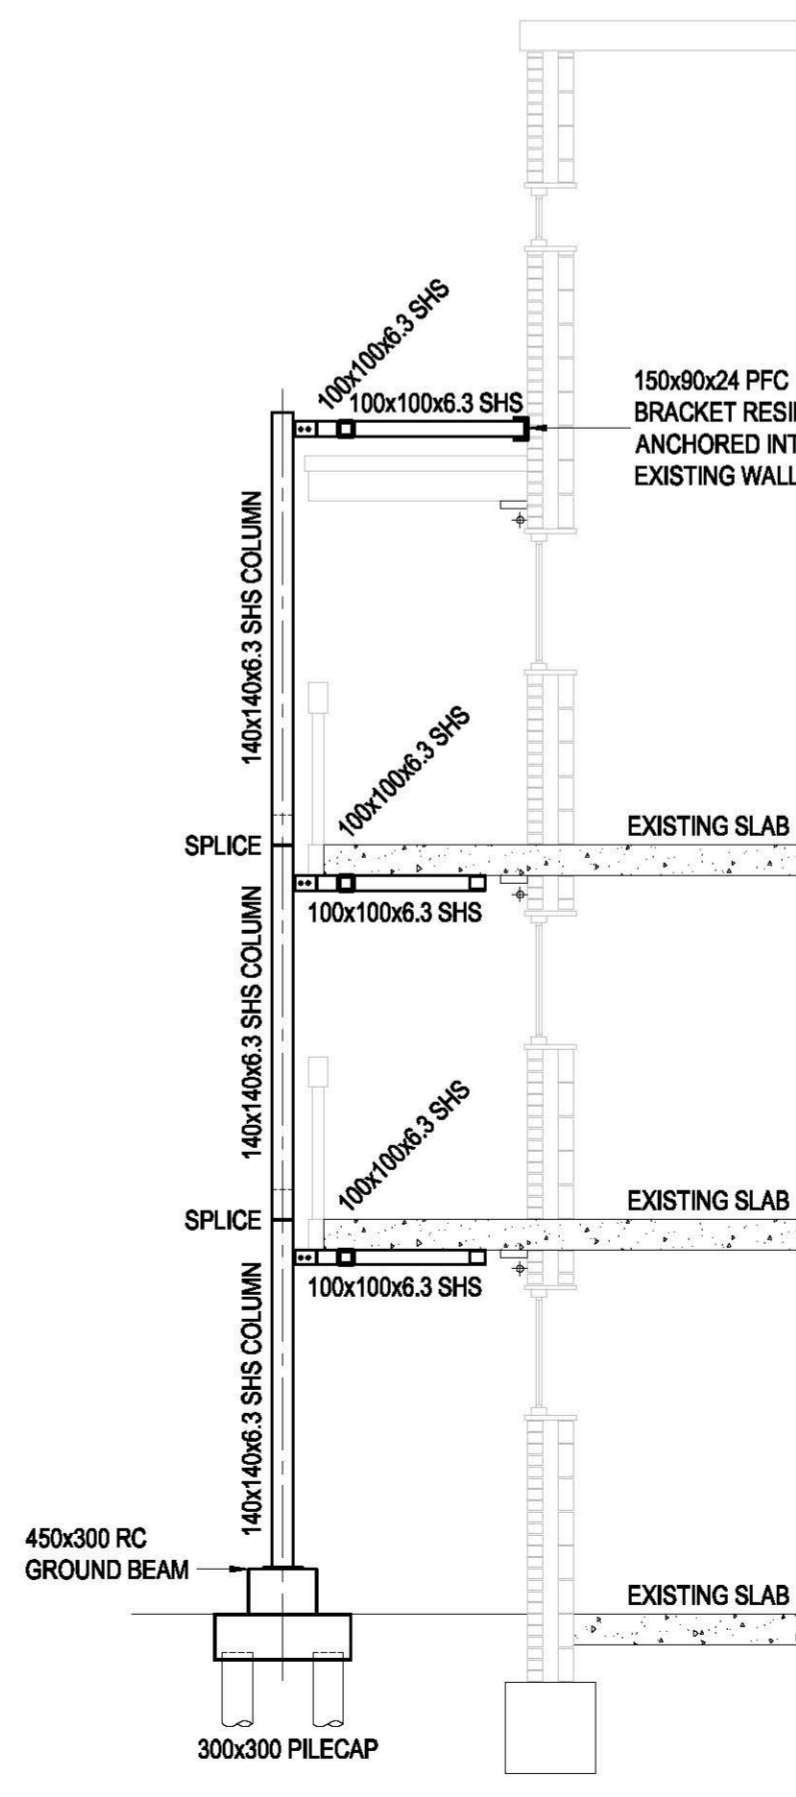 100x100x6.3 SHS
100x100x6.3 SHS
150x90x24 PFC
BRACKET
ANCHORED
EXISTING WALL
140x140x6.3 SHS COLUMN
100x100x6.3 SHS
EXISTING SLAB
SPLICE
100x100x6.3 SHS
140x140x6.3 SHS COLUMN
100x100x6.3 SHS
EXISTING SLAB
SPLICE
100x100x6.3 SHS
140x140x6.3 SHS COLUMN
450x300 RC
GROUND BEAM
EXISTING SLAB
300x300 PILECAP